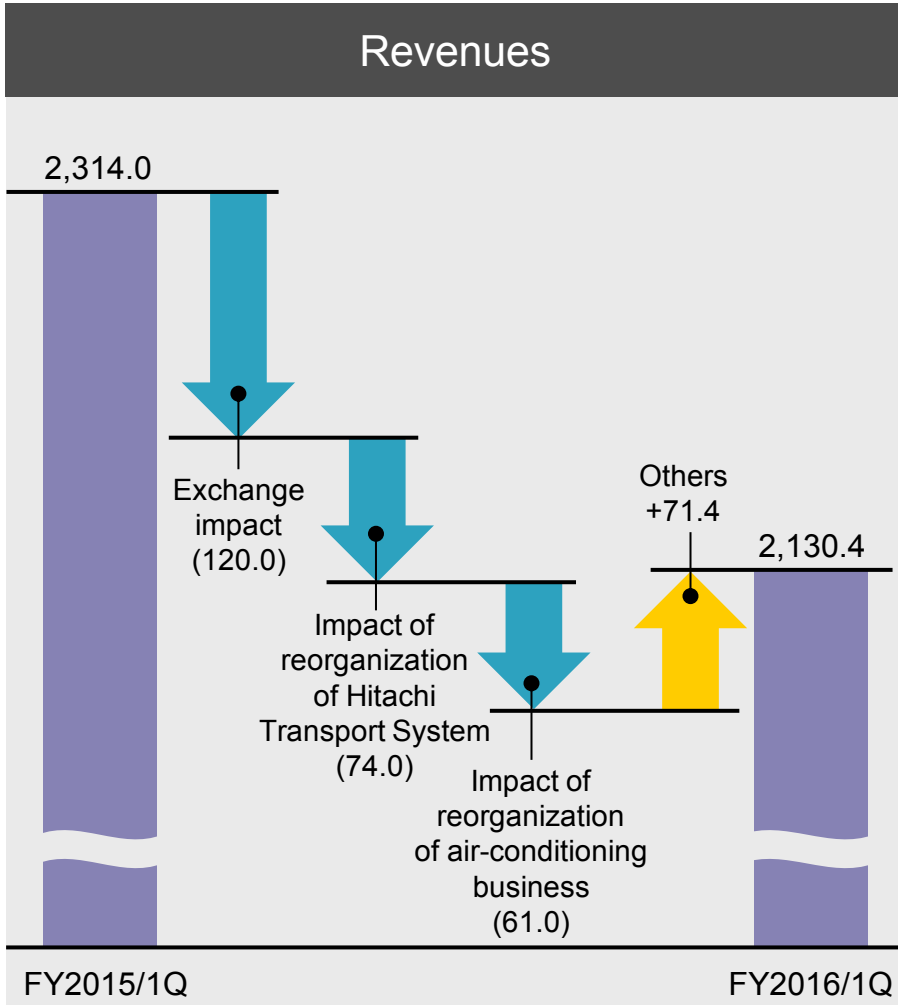 Revenues
2,314.0
Exchange
impact
(120.0)
Impact of
reorganization
of Hitachi
Transport System
(74.0)
Impact of
reorganization
of air-conditioning
business
(61.0)
Others
+71.4
2,130.4
FY2015/1Q
FY2016/1Q